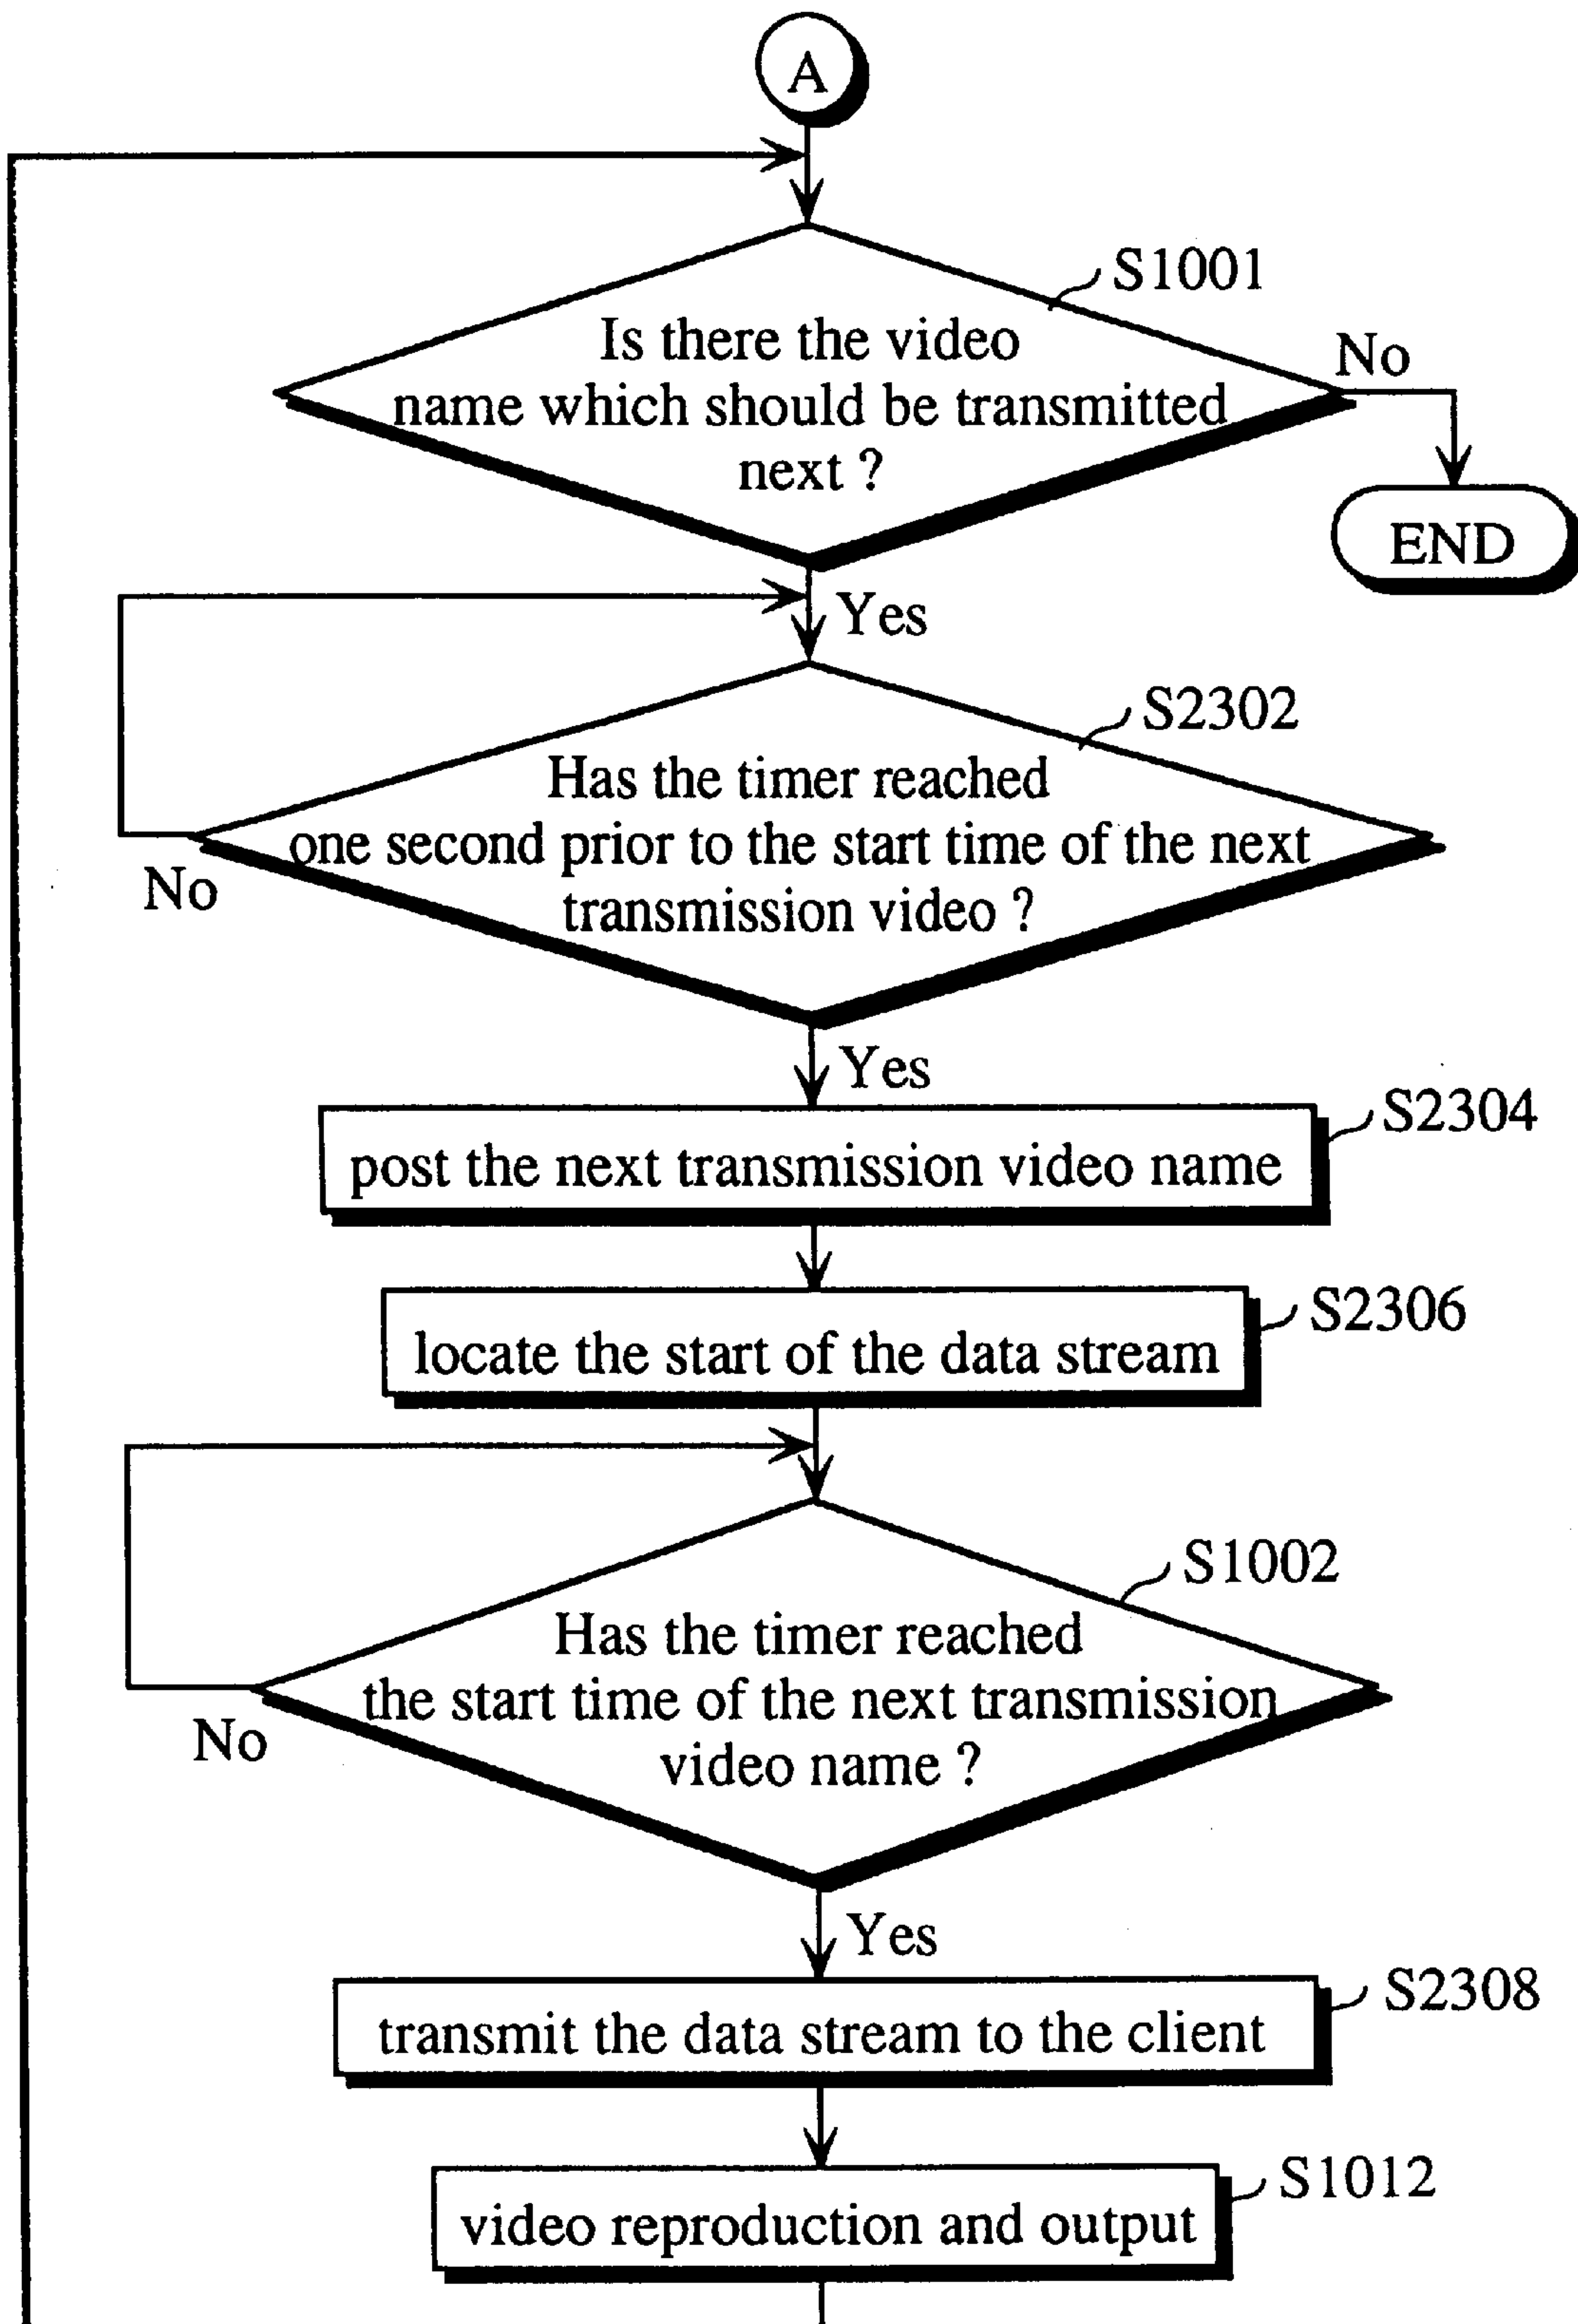 A
S1001
Is there the video
name which should be transmitted
next ?
No
END
Yes
S2302
Has the timer reached
one second prior to the start time of the next
transmission video ?
No
Yes
S2304
post the next transmission video name
S2306
locate the start of the data stream
S1002
Has the timer reached
the start time of the next transmission
video name ?
No
Yes
S2308
transmit the data stream to the client
S1012
video reproduction and output